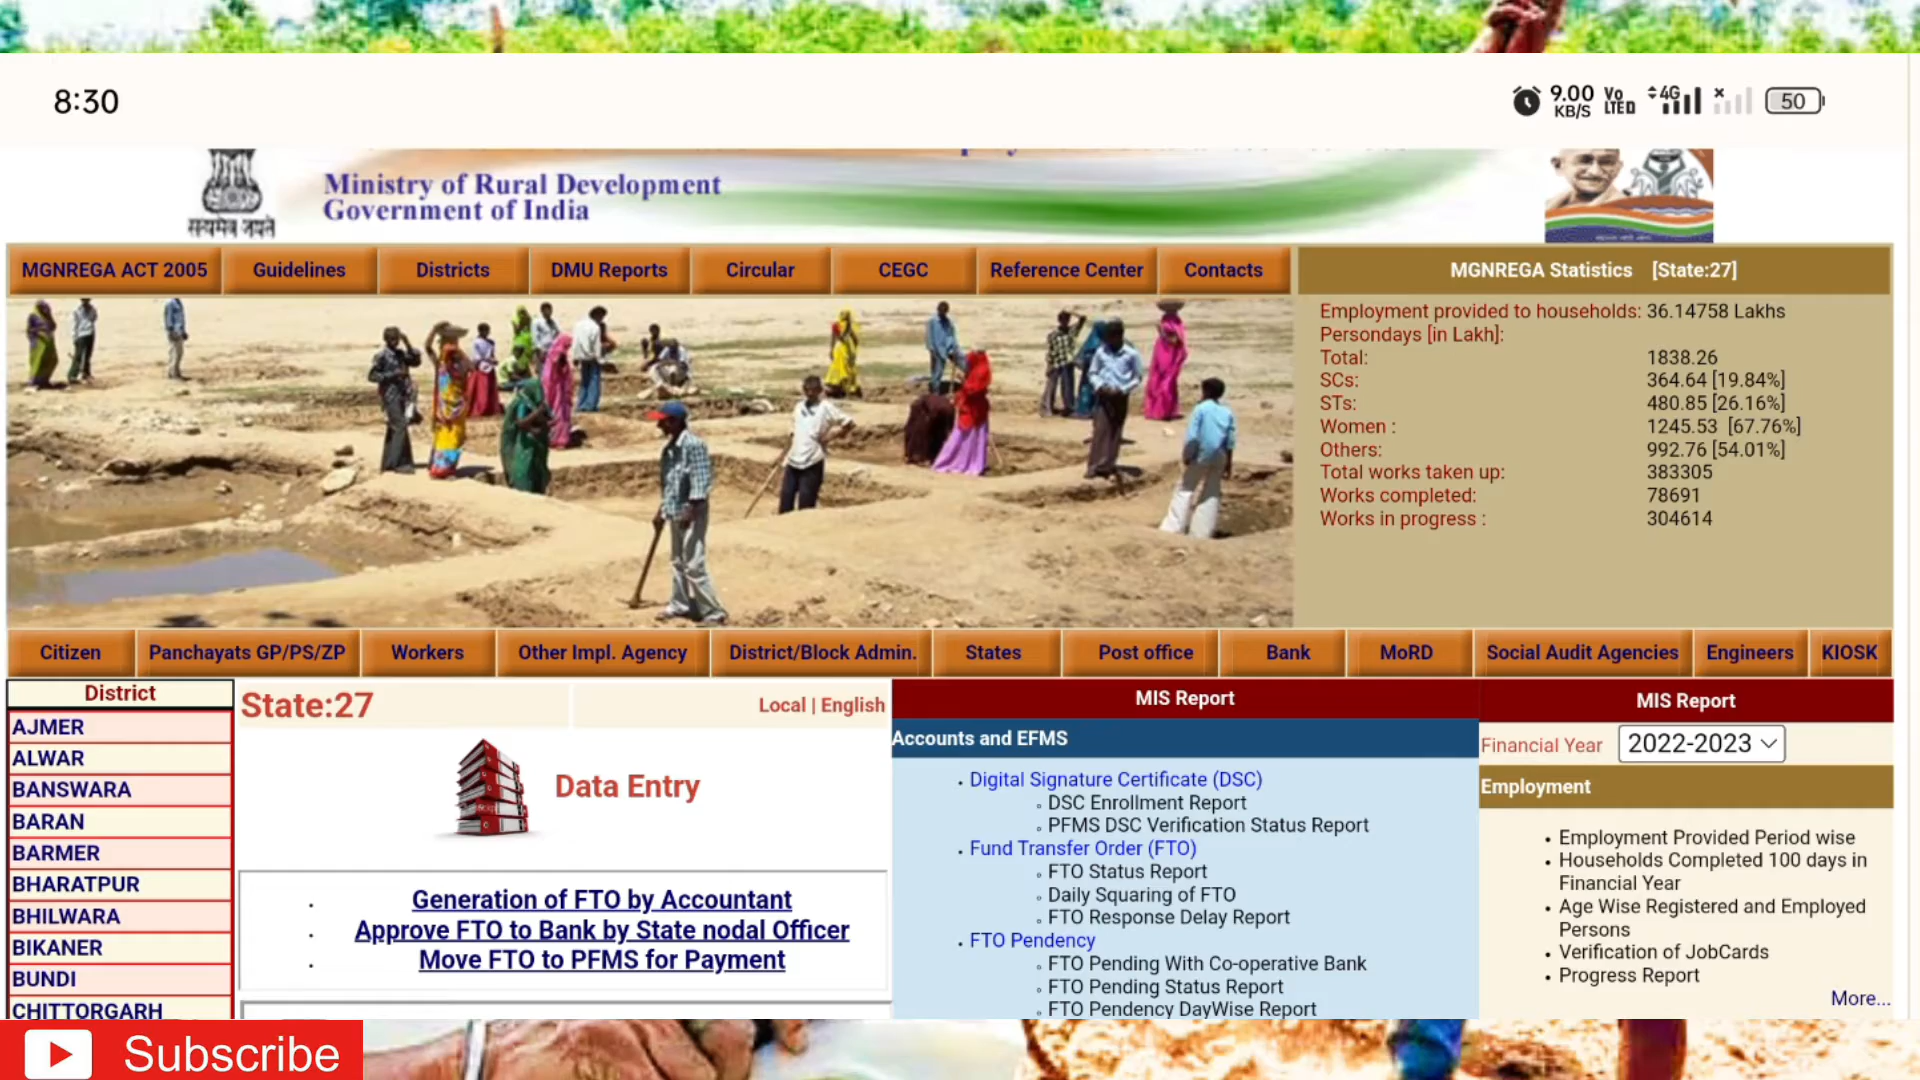 8:30
9.00
KB/S
Vo
LTE
4G
50
Ministry of Rural Development
Government of India
सत्यमेव जयते
MGNREGA ACT 2005
Guidelines
Districts
DMU Reports
Circular
CEGC
Reference Center
Contacts
MGNREGA Statistics [State:27]
Employment provided to households: 36.14758 Lakhs
Persondays [in Lakh]:
Total: 1838.26
SCs: 364.64 [19.84%]
STs: 480.85 [26.16%]
Women : 1245.53 [67.76%]
Others: 992.76 [54.01%]
Total works taken up: 383305
Works completed: 78691
Works in progress : 304614
Citizen
Panchayats GP/PS/ZP
Workers
Other Impl. Agency
District/Block Admin.
States
Post office
Bank
MoRD
Social Audit Agencies
Engineers
KIOSK
District
AJMER
ALWAR
BANSWARA
BARAN
BARMER
BHARATPUR
BHILWARA
BIKANER
BUNDI
CHITTORGARH
State:27
Local | English
Data Entry
Generation of FTO by Accountant
Approve FTO to Bank by State nodal Officer
Move FTO to PFMS for Payment
MIS Report
Accounts and EFMS
Digital Signature Certificate (DSC)
DSC Enrollment Report
PFMS DSC Verification Status Report
Fund Transfer Order (FTO)
FTO Status Report
Daily Squaring of FTO
FTO Response Delay Report
FTO Pendency
FTO Pending With Co-operative Bank
FTO Pending Status Report
FTO Pendency DayWise Report
MIS Report
Financial Year 2022-2023
Employment
Employment Provided Period wise
Households Completed 100 days in
Financial Year
Age Wise Registered and Employed
Persons
Verification of JobCards
Progress Report
More...
Subscribe